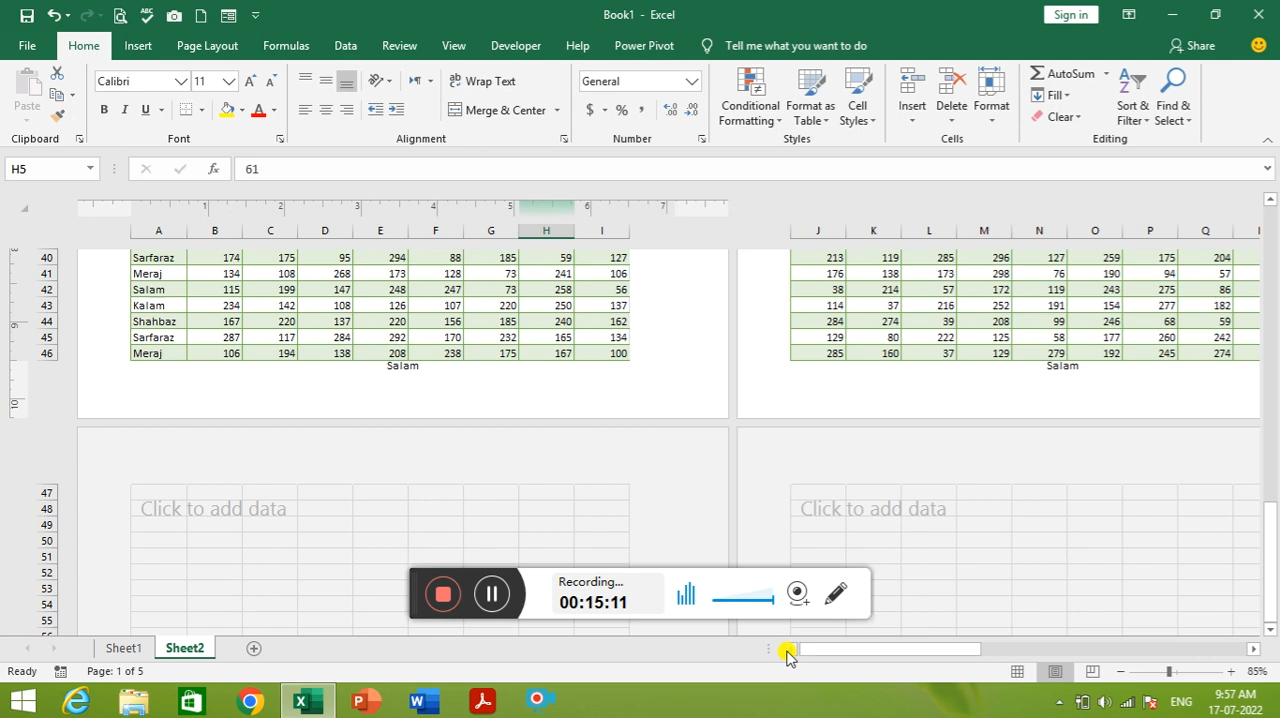 Book1 - Excel
Sign in
File Home Insert Page Layout Formulas Data Review View Developer Help Power Pivot Tell me what you want to do Share
Paste Calibri 11 Wrap Text General Conditional Formatting Format as Table Cell Styles Insert Delete Format AutoSum Fill Clear Sort & Filter Find & Select
B I U A Merge & Center $ % ,
Clipboard Font Alignment Number Styles Cells Editing
H5 fx 61
1 2 3 4 5 6 7
A B C D E F G H I J K L M N O P Q
40 Sarfaraz 174 175 95 294 88 185 59 127 213 119 285 296 127 259 175 204
41 Meraj 134 108 268 173 128 73 241 106 176 138 173 298 76 190 94 57
42 Salam 115 199 147 248 247 73 258 56 38 214 57 172 119 243 275 86
43 Kalam 234 142 108 126 107 220 250 137 114 37 216 252 191 154 277 182
44 Shahbaz 167 220 137 220 156 185 240 162 284 274 39 208 99 246 68 59
45 Sarfaraz 287 117 284 292 170 232 165 134 129 80 222 125 58 177 260 242
46 Meraj 106 194 138 208 238 175 167 100 285 160 37 129 279 192 245 274
Salam Salam
47
48 Click to add data Click to add data
49
50
51
52
53
54
55
Recording...
00:15:11
Sheet1 Sheet2
Ready Page: 1 of 5 85%
ENG 9:57 AM
17-07-2022